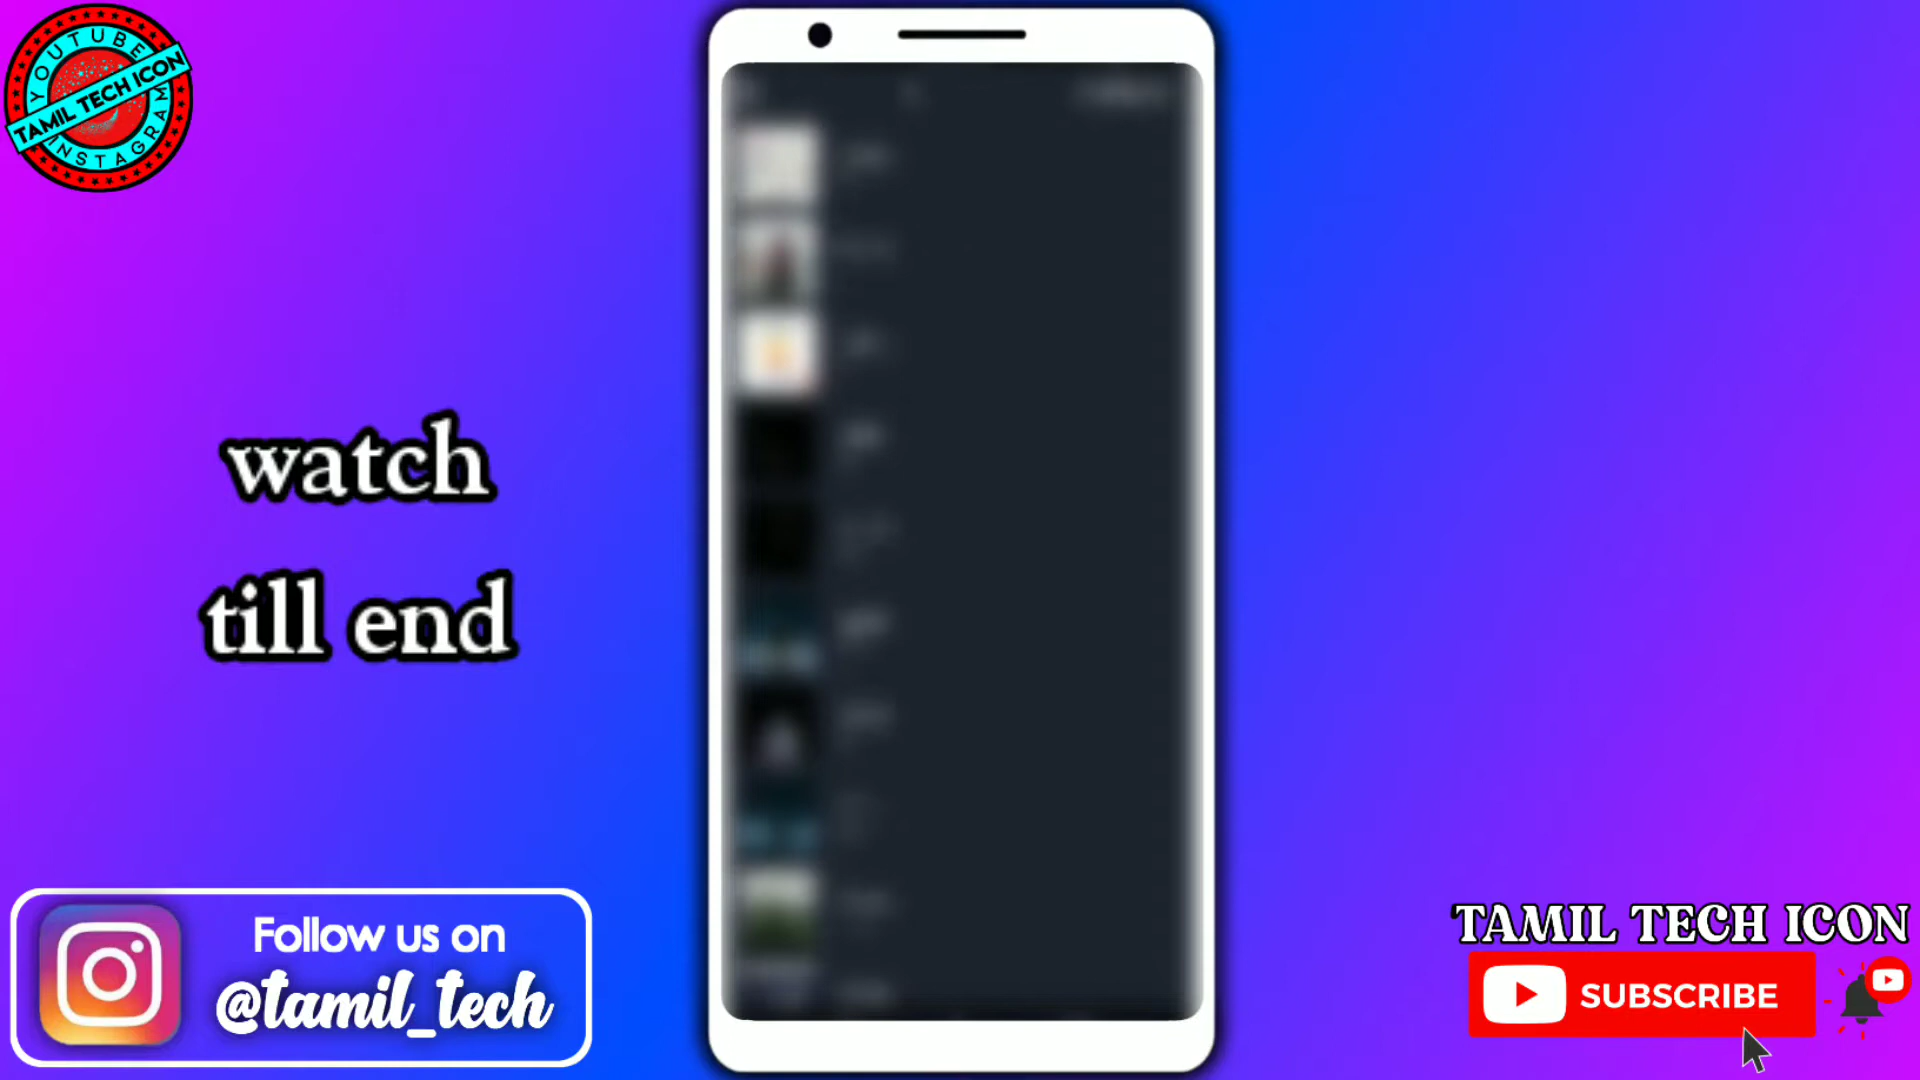 YOUTUBE
TAMIL TECH ICON
INSTAGRAM
watch
till end
Follow us on
@tamil_tech
TAMIL TECH ICON
SUBSCRIBE